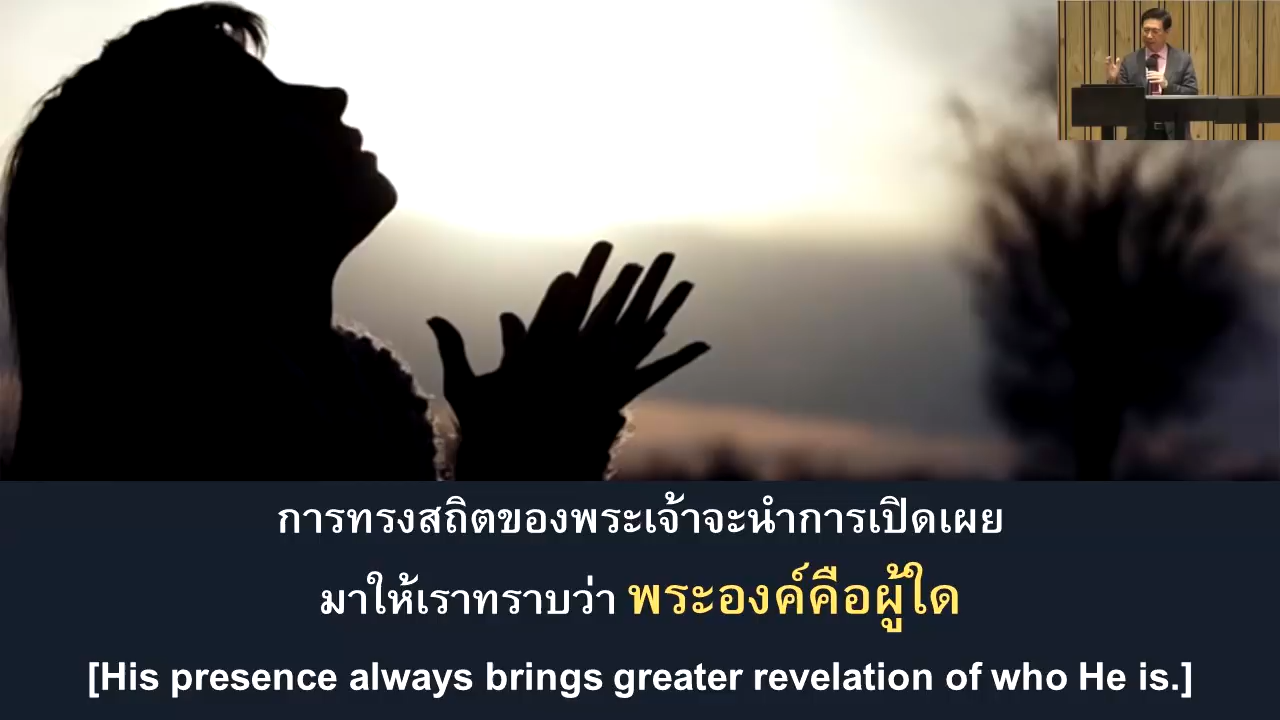 การทรงสถิตของพระเจ้าจะนำการเปิดเผย
มาให้เราทราบว่า พระองค์คือผู้ใด
[His presence always brings greater revelation of who He is.]